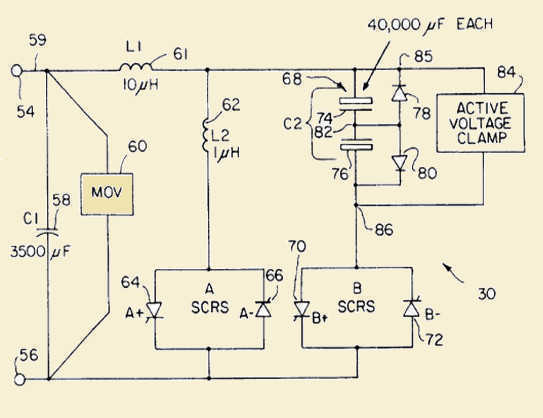 40,000 µF EACH
59
L1
61
85
54
10µH
68
84
62
74
78
ACTIVE
VOLTAGE
CLAMP
C2
82
L2
1µH
60
76
80
MOV
C1
58
86
3500 µF
70
64
A
SCRS
66
B
SCRS
30
A+
A-
B+
B-
72
56